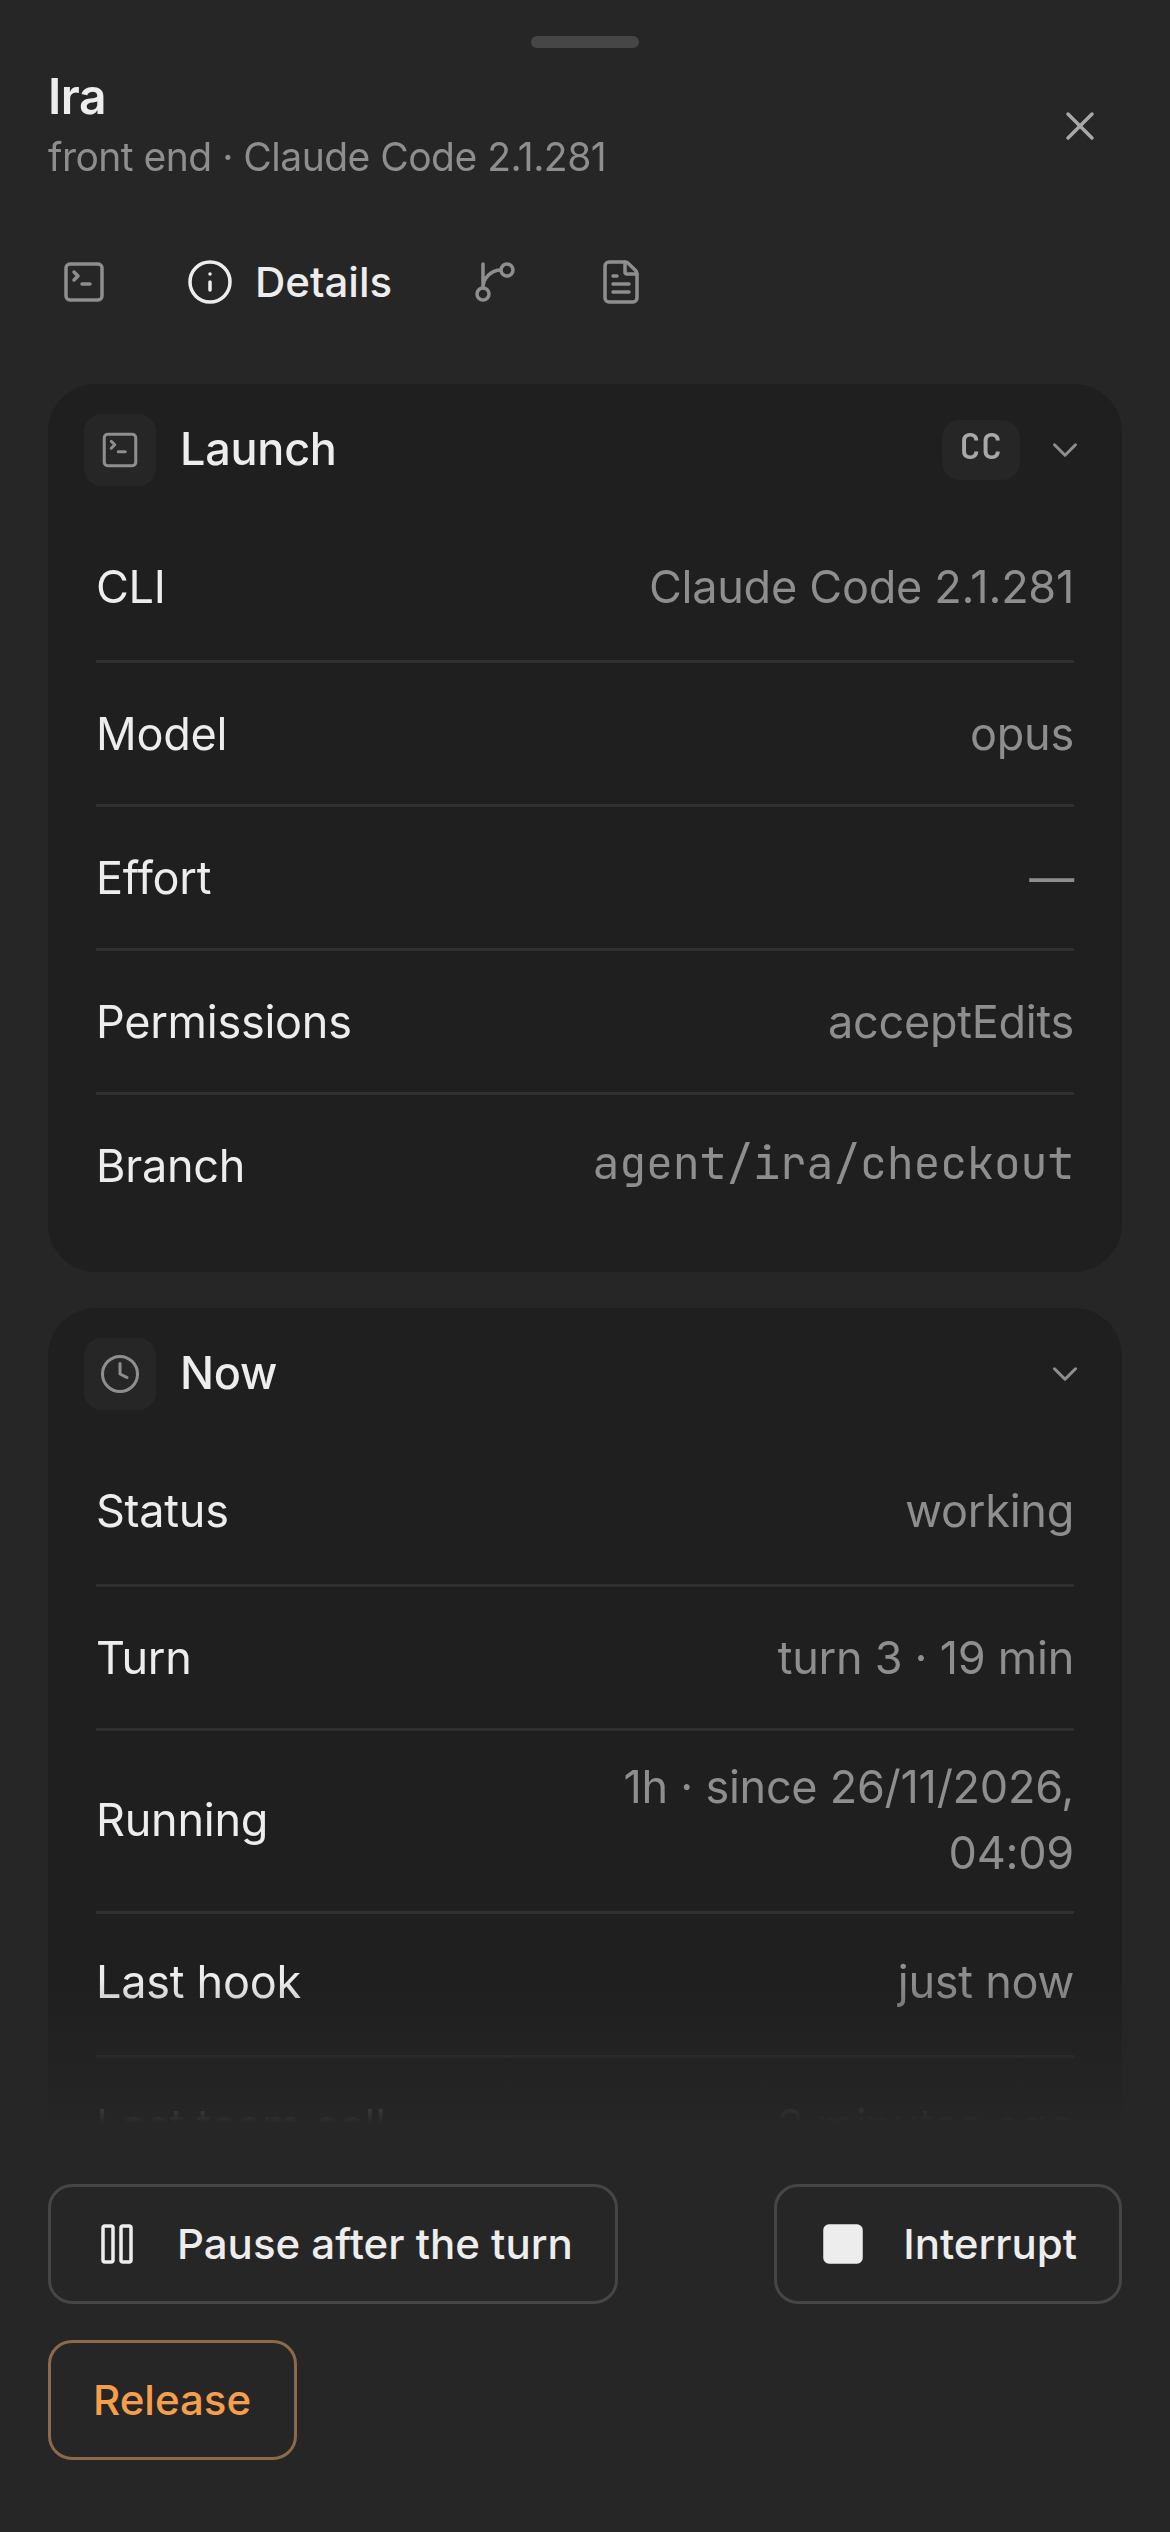 Ira
front end · Claude Code 2.1.281
Details
Launch
CC
CLI
Claude Code 2.1.281
Model
opus
Effort
—
Permissions
acceptEdits
Branch
agent/ira/checkout
Now
Status
working
Turn
turn 3 · 19 min
Running
1h · since 26/11/2026,
04:09
Last hook
just now
Pause after the turn
Interrupt
Release